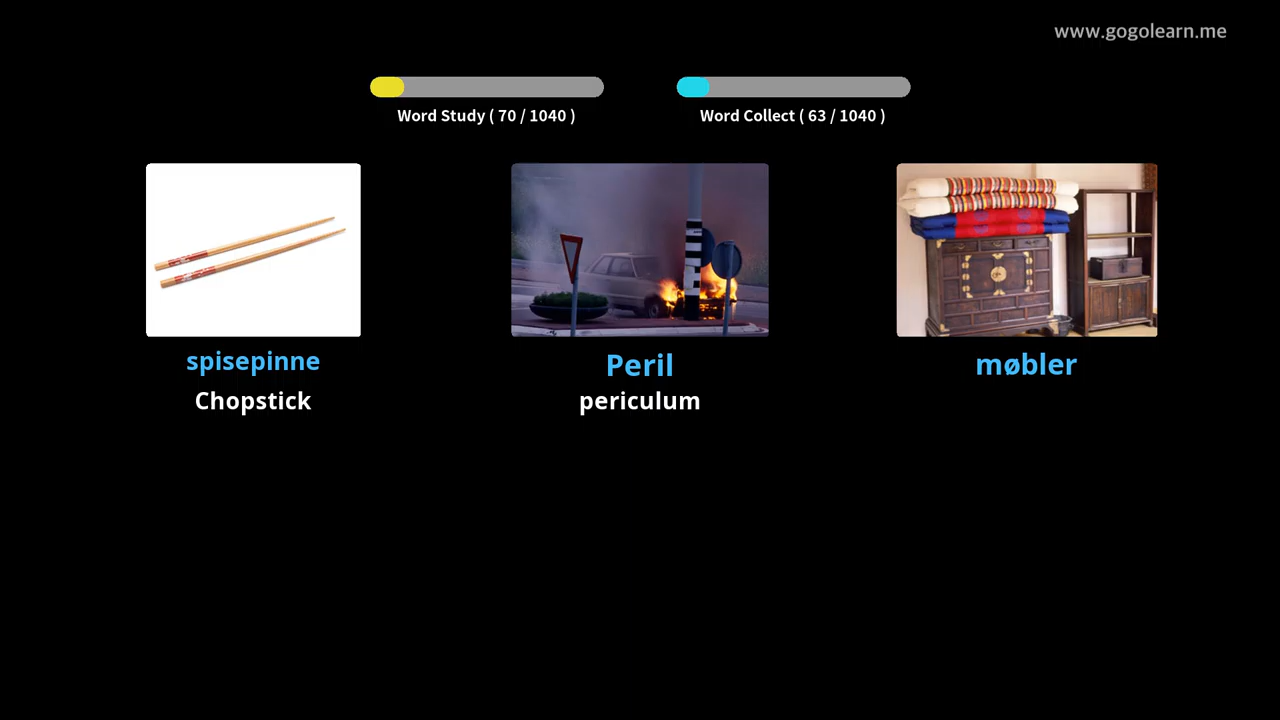 www.gogolearn.me
Word Study ( 70 / 1040 )
Word Collect ( 63 / 1040 )
spisepinne
Chopstick
Peril
periculum
møbler